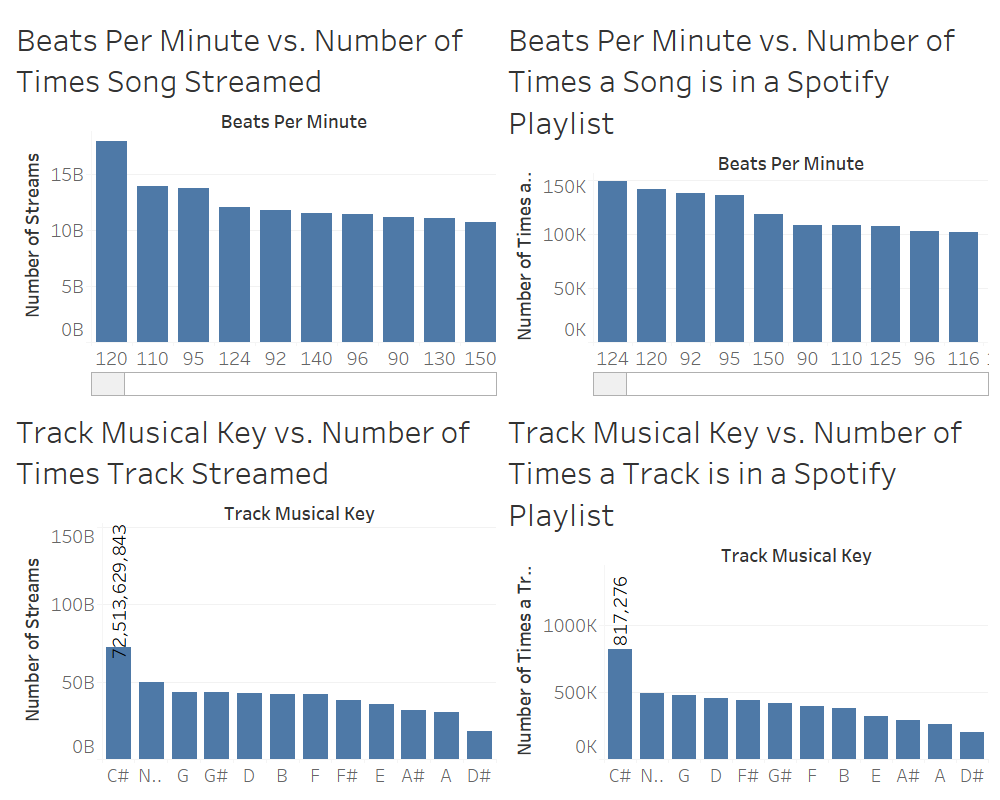 Beats Per Minute vs. Number of
Times Song Streamed
Beats Per Minute
Number of Streams
15B
10B
5B
0B
120 110 95 124 92 140 96 90 130 150
Beats Per Minute vs. Number of
Times a Song is in a Spotify
Playlist
Beats Per Minute
Number of Times a..
150K
100K
50K
0K
124 120 92 95 150 90 110 125 96 116
Track Musical Key vs. Number of
Times Track Streamed
Track Musical Key
Number of Streams
150B
100B
50B
0B
72,513,629,843
C# N.. G G# D B F F# E A# A D#
Track Musical Key vs. Number of
Times a Track is in a Spotify
Playlist
Track Musical Key
Number of Times a Tr..
1000K
500K
0K
817,276
C# N.. G D F# G# F B E A# A D#